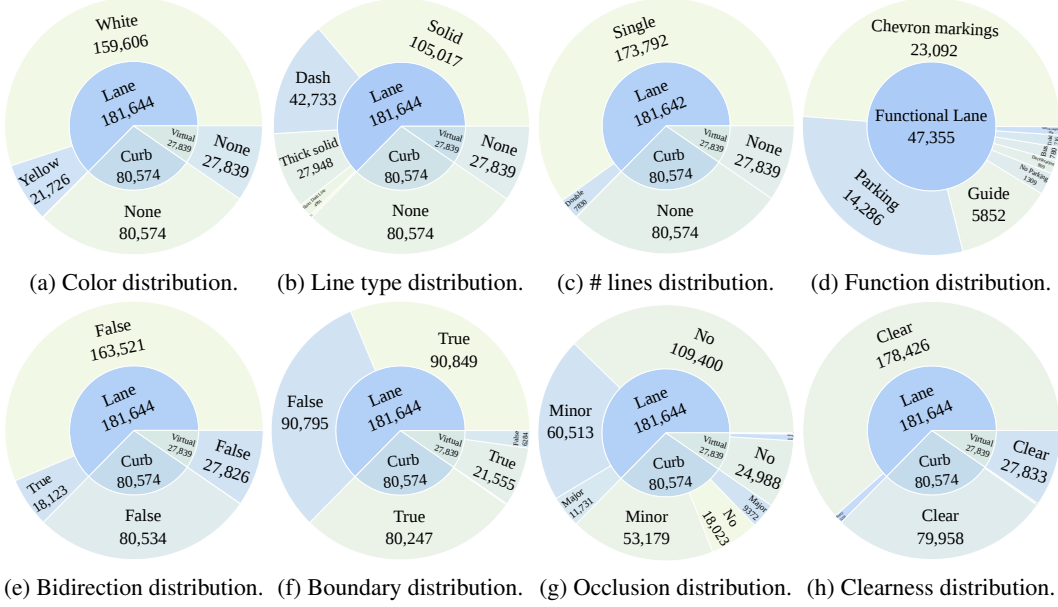 White
159,606
Lane
181,644
Virtual
27,839
None
27,839
Curb
80,574
Yellow
21,726
None
80,574
(a) Color distribution.
Solid
105,017
Dash
42,733
Lane
181,644
Virtual
27,839
None
27,839
Thick solid
27,948
Curb
80,574
None
80,574
(b) Line type distribution.
Single
173,792
Lane
181,642
Virtual
27,839
None
27,839
Curb
80,574
Double
7830
None
80,574
(c) # lines distribution.
Chevron markings
23,092
Functional Lane
47,355
Bus
780
No Parking
1309
Parking
14,286
Guide
5852
(d) Function distribution.
False
163,521
Lane
181,644
Virtual
27,839
False
27,826
True
18,123
Curb
80,574
False
80,534
(e) Bidirection distribution.
True
90,849
False
90,795
Lane
181,644
False
6284
Virtual
27,839
True
21,555
Curb
80,574
True
80,247
(f) Boundary distribution.
No
109,400
Minor
60,513
Lane
181,644
Virtual
27,839
No
24,988
Curb
80,574
Major
11,731
Major
9372
Minor
53,179
No
18,023
(g) Occlusion distribution.
Clear
178,426
Lane
181,644
Virtual
27,839
Clear
27,833
Curb
80,574
Clear
79,958
(h) Clearness distribution.